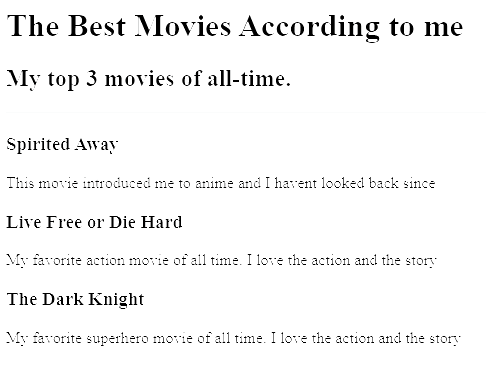 The Best Movies According to me
My top 3 movies of all-time.
Spirited Away
This movie introduced me to anime and I havent looked back since
Live Free or Die Hard
My favorite action movie of all time. I love the action and the story
The Dark Knight
My favorite superhero movie of all time. I love the action and the story